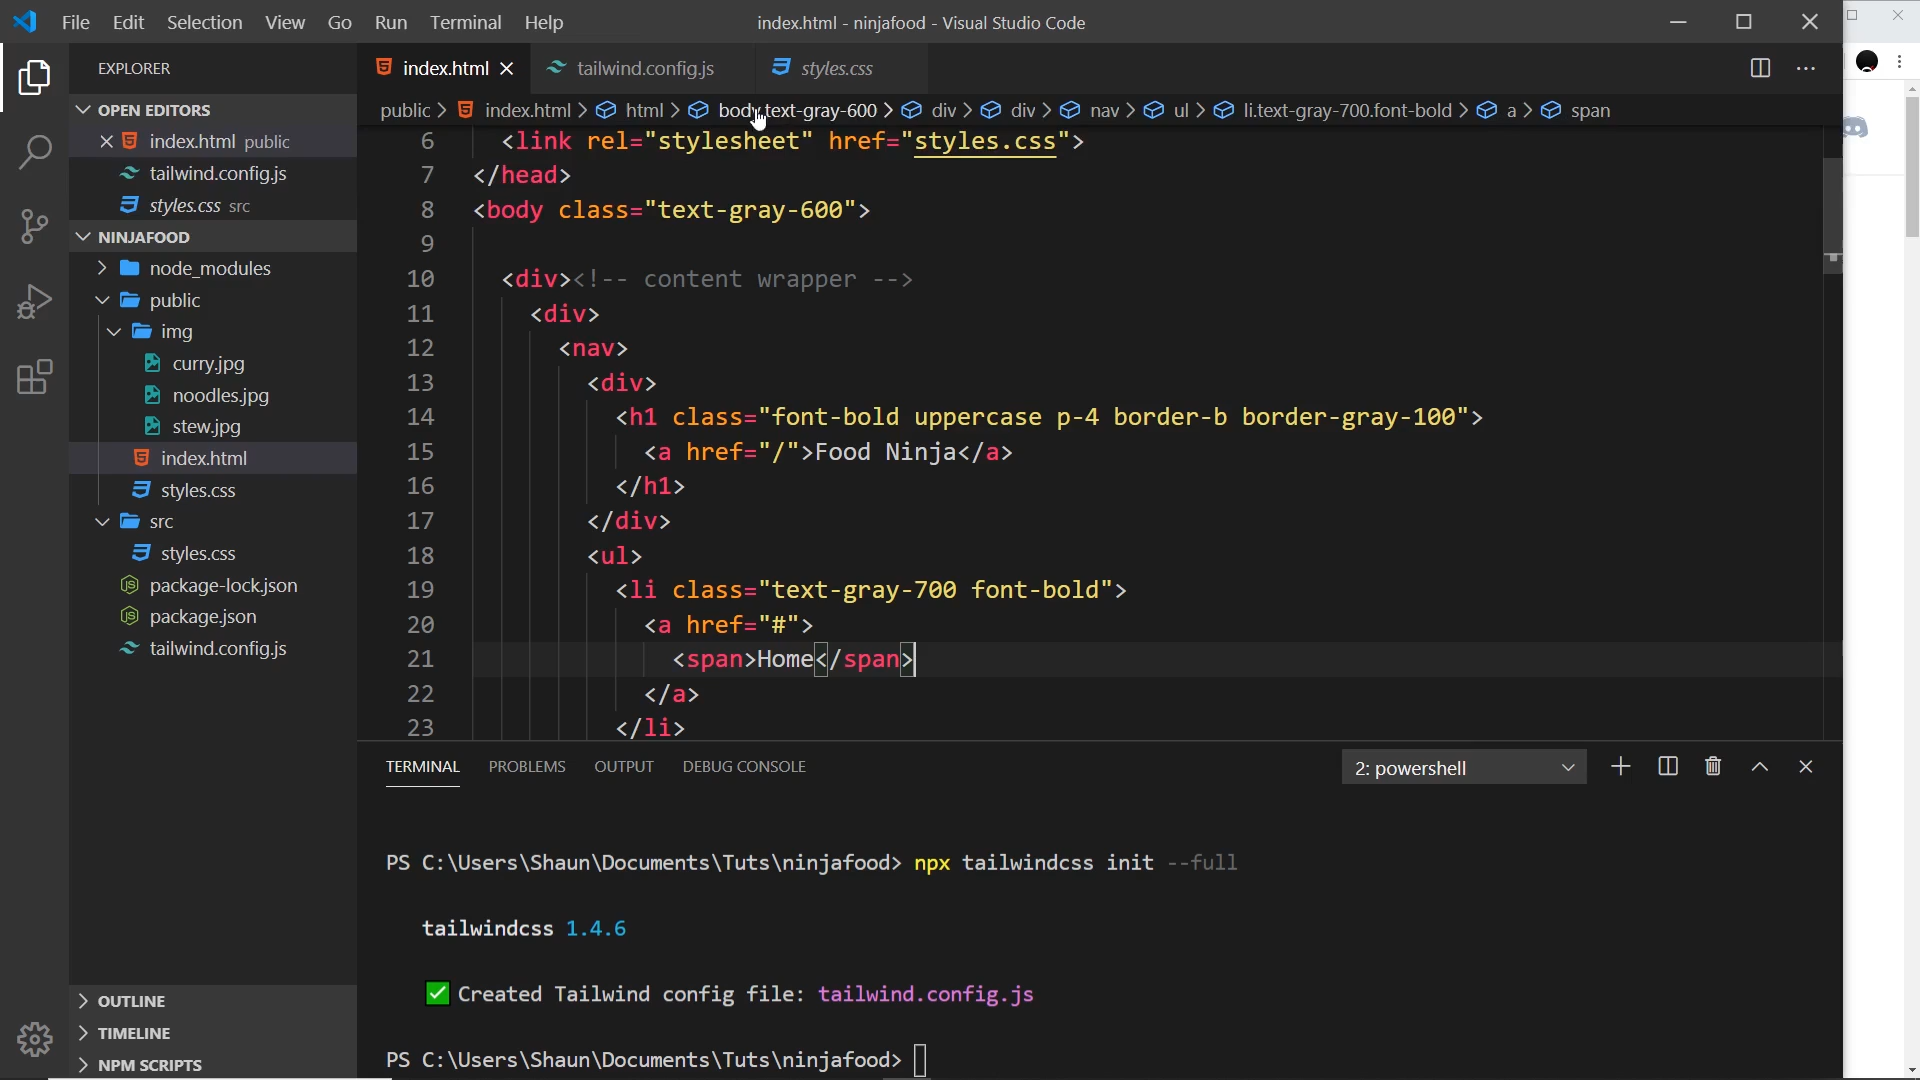 File Edit Selection View Go Run Terminal Help
index.html - ninjafood - Visual Studio Code
EXPLORER
OPEN EDITORS
index.html public
tailwind.config.js
styles.css src
NINJAFOOD
node_modules
public
img
curry.jpg
noodles.jpg
stew.jpg
index.html
styles.css
src
styles.css
package-lock.json
package.json
tailwind.config.js
OUTLINE
TIMELINE
NPM SCRIPTS
index.html tailwind.config.js styles.css
public > index.html > html > body.text-gray-600 > div > div > nav > ul > li.text-gray-700.font-bold > a > span
6 <link rel="stylesheet" href="styles.css">
7 </head>
8 <body class="text-gray-600">
9
10 <div><!-- content wrapper -->
11 <div>
12 <nav>
13 <div>
14 <h1 class="font-bold uppercase p-4 border-b border-gray-100">
15 <a href="/">Food Ninja</a>
16 </h1>
17 </div>
18 <ul>
19 <li class="text-gray-700 font-bold">
20 <a href="#">
21 <span>Home</span>
22 </a>
23 </li>
TERMINAL PROBLEMS OUTPUT DEBUG CONSOLE
2: powershell
PS C:\Users\Shaun\Documents\Tuts\ninjafood> npx tailwindcss init --full
tailwindcss 1.4.6
✅ Created Tailwind config file: tailwind.config.js
PS C:\Users\Shaun\Documents\Tuts\ninjafood>